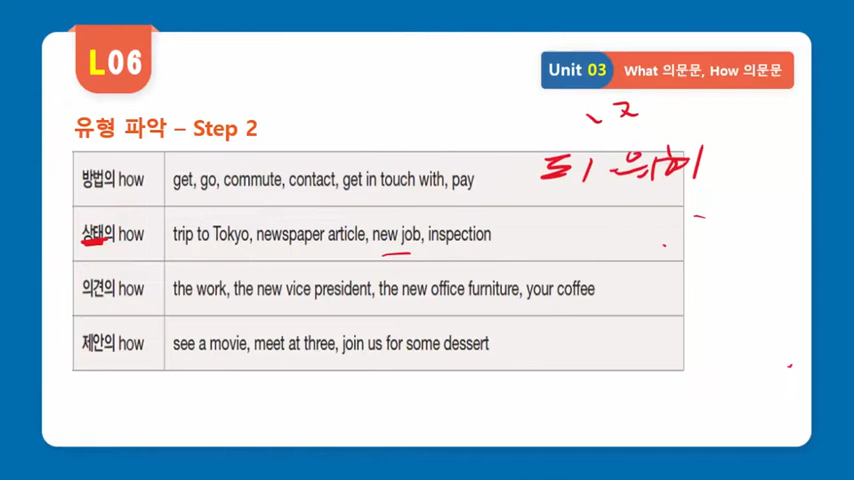 L06
Unit 03 What 의문문, How 의문문
유형 파악 – Step 2
방법의 how get, go, commute, contact, get in touch with, pay
상태의 how trip to Tokyo, newspaper article, new job, inspection
의견의 how the work, the new vice president, the new office furniture, your coffee
제안의 how see a movie, meet at three, join us for some dessert